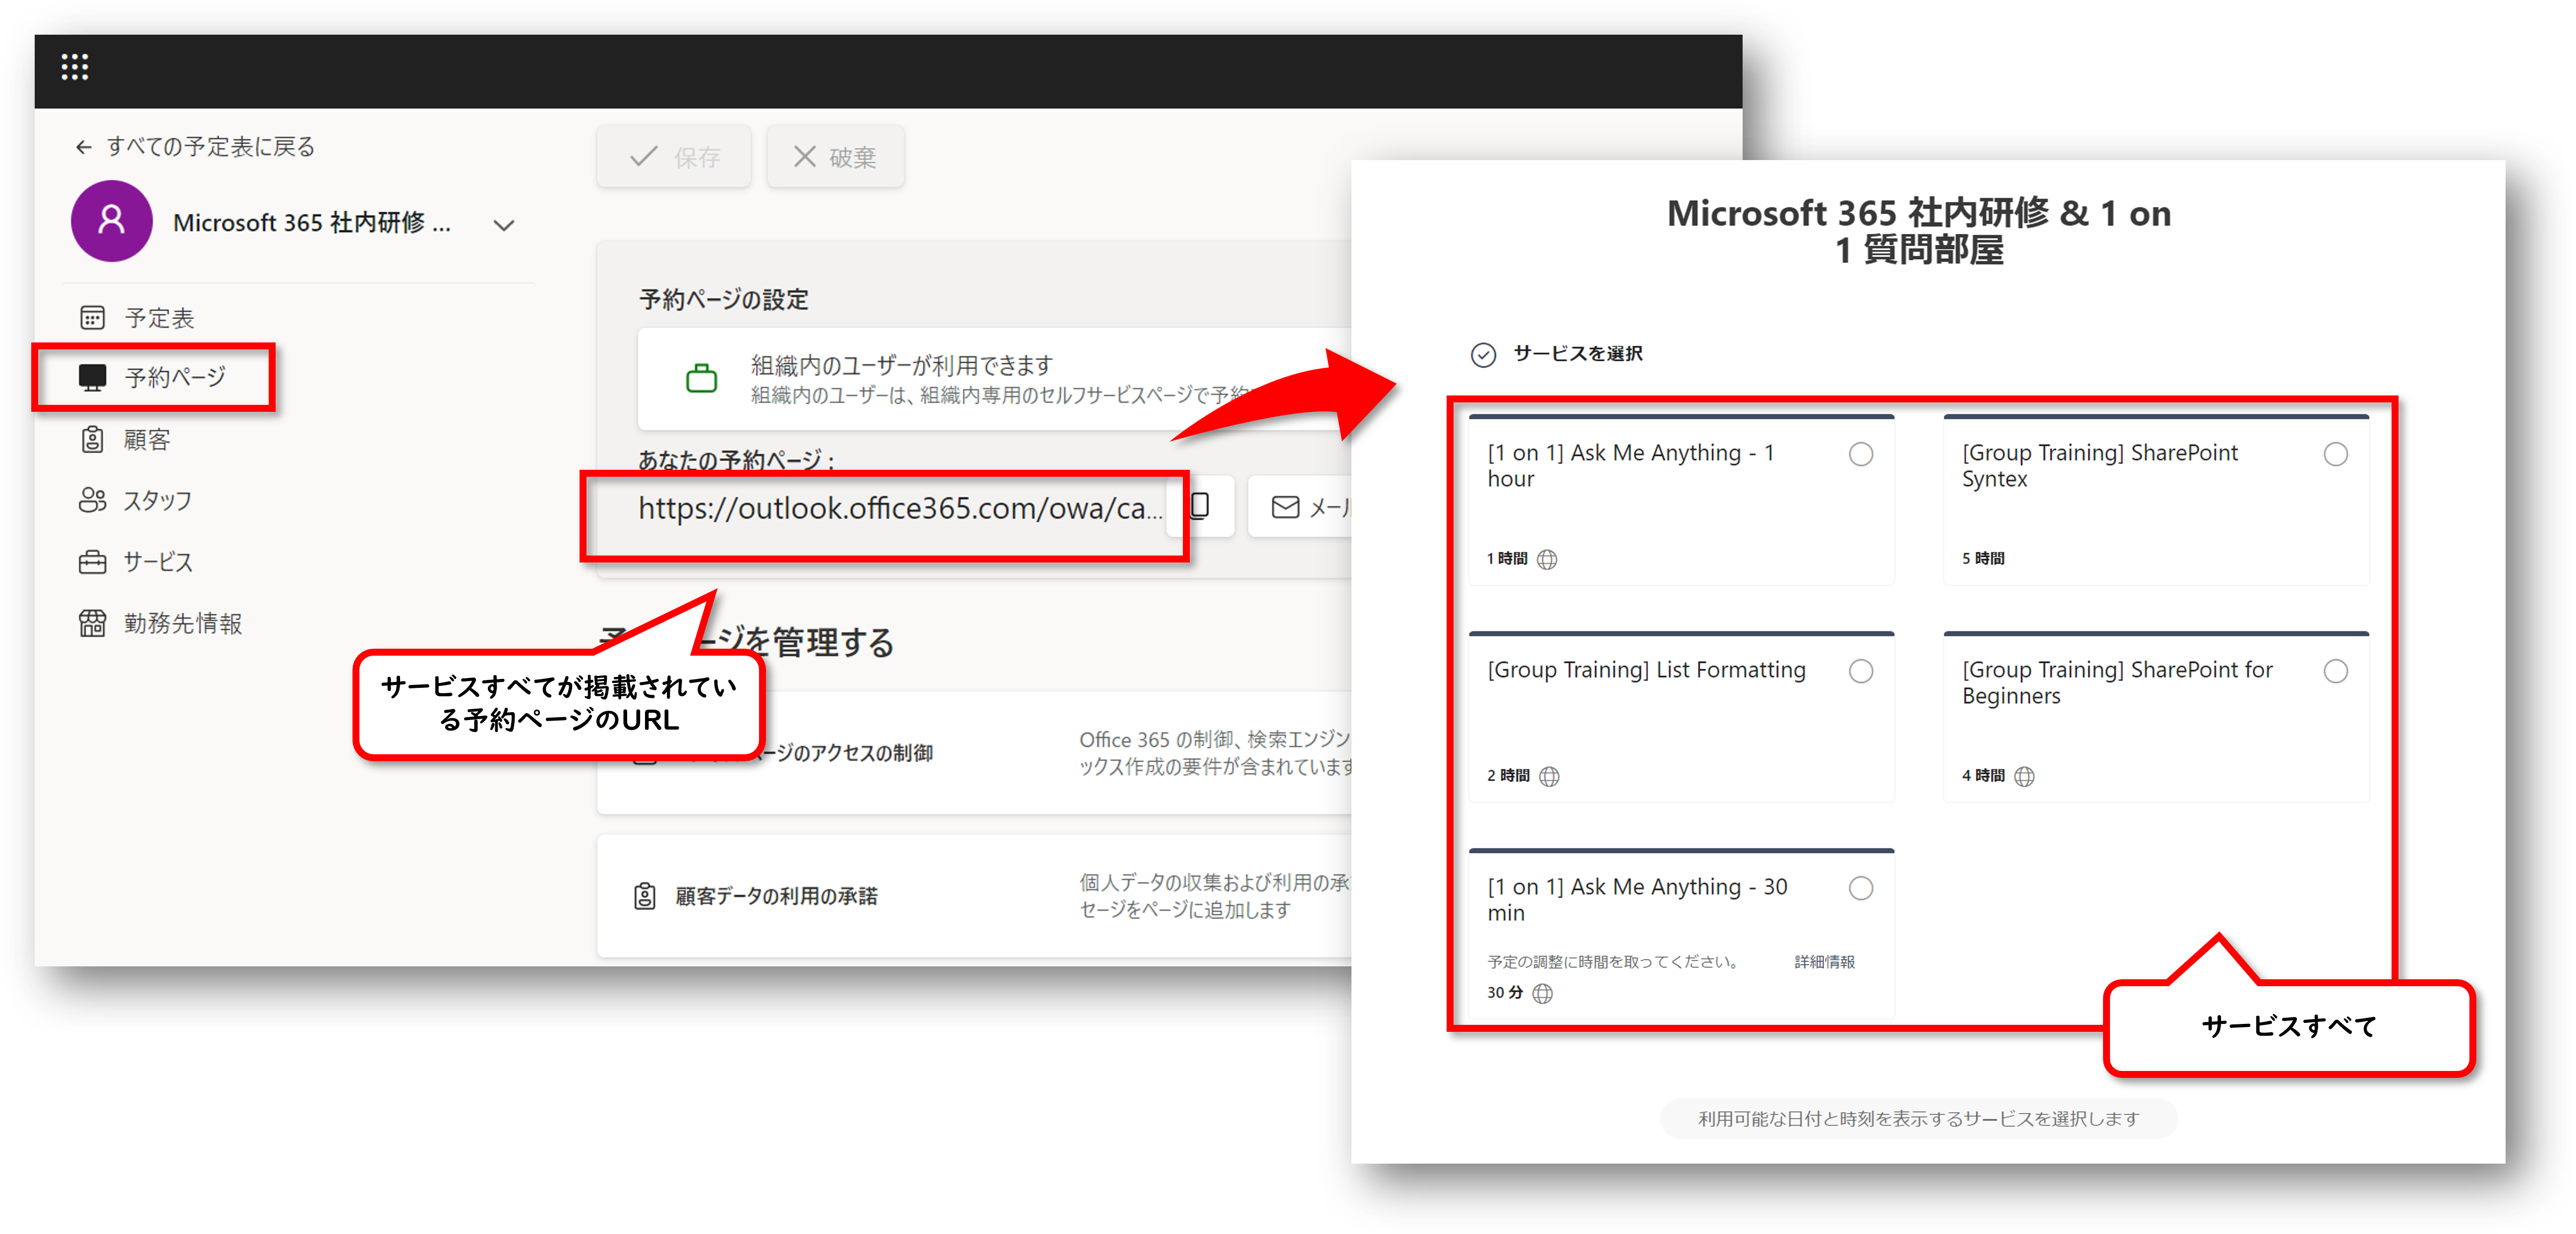 ← すべての予定表に戻る
Microsoft 365 社内研修 ...
予定表
予約ページ
顧客
スタッフ
サービス
勤務先情報
保存
破棄
予約ページの設定
組織内のユーザーが利用できます
組織内のユーザーは、組織内専用のセルフサービスページで予約
あなたの予約ページ :
https://outlook.office365.com/owa/ca...
メール
ージを管理する
サービスすべてが掲載されてい
る予約ページのURL
ージのアクセスの制御
Office 365 の制御、検索エンジン
ックス作成の要件が含まれています
顧客データの利用の承諾
個人データの収集および利用の承
セージをページに追加します
Microsoft 365 社内研修 & 1 on
1 質問部屋
サービスを選択
[1 on 1] Ask Me Anything - 1
hour
1 時間
[Group Training] SharePoint
Syntex
5 時間
[Group Training] List Formatting
2 時間
[Group Training] SharePoint for
Beginners
4 時間
[1 on 1] Ask Me Anything - 30
min
予定の調整に時間を取ってください。 詳細情報
30 分
サービスすべて
利用可能な日付と時刻を表示するサービスを選択します